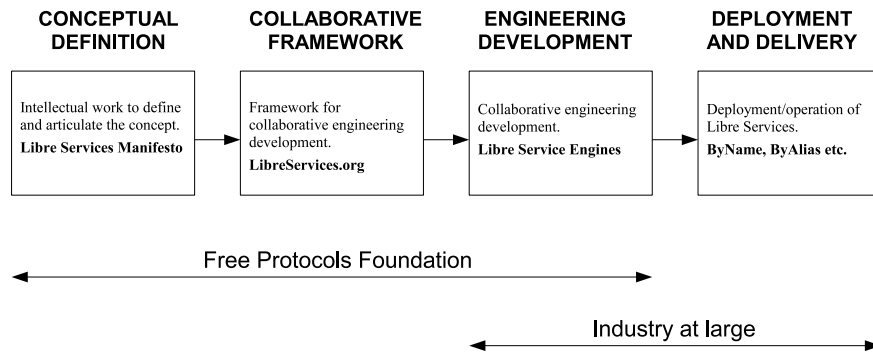 CONCEPTUAL
DEFINITION
COLLABORATIVE
FRAMEWORK
ENGINEERING
DEVELOPMENT
DEPLOYMENT
AND DELIVERY
Intellectual work to define
and articulate the concept.
Libre Services Manifesto
Framework for
collaborative engineering
development.
LibreServices.org
Collaborative engineering
development.
Libre Service Engines
Deployment/operation of
Libre Services.
ByName, ByAlias etc.
Free Protocols Foundation
Industry at large